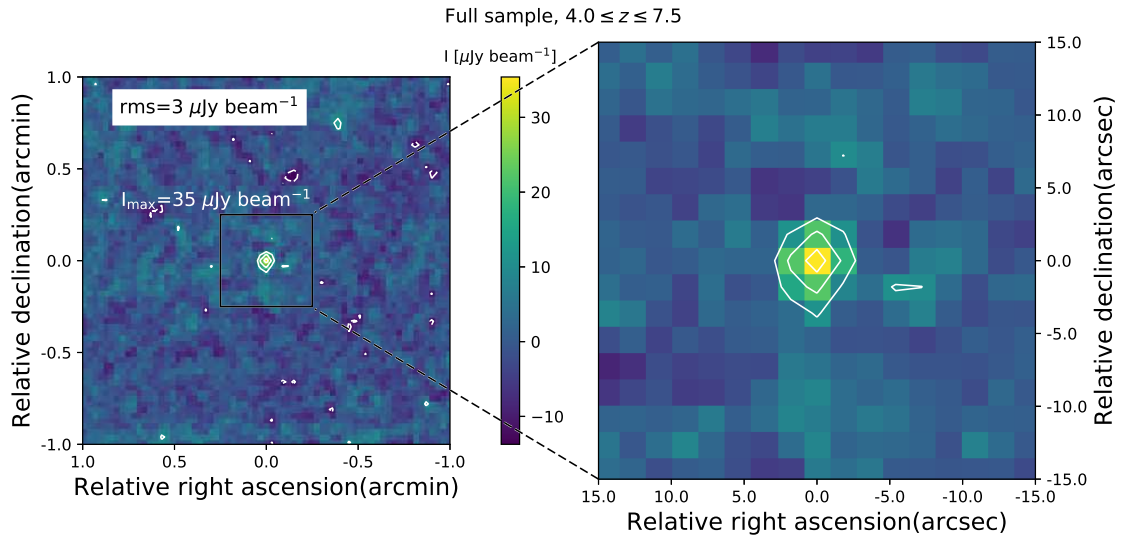 Full sample, 4.0 ≤ z ≤ 7.5
I [μJy beam⁻¹]
rms=3 μJy beam⁻¹
I_max=35 μJy beam⁻¹
Relative declination(arcmin)
1.0
0.5
0.0
-0.5
-1.0
1.0 0.5 0.0 -0.5 -1.0
Relative right ascension(arcmin)
30
20
10
0
−10
15.0
10.0
5.0
0.0
-5.0
-10.0
-15.0
Relative declination(arcsec)
15.0 10.0 5.0 0.0 -5.0 -10.0 -15.0
Relative right ascension(arcsec)